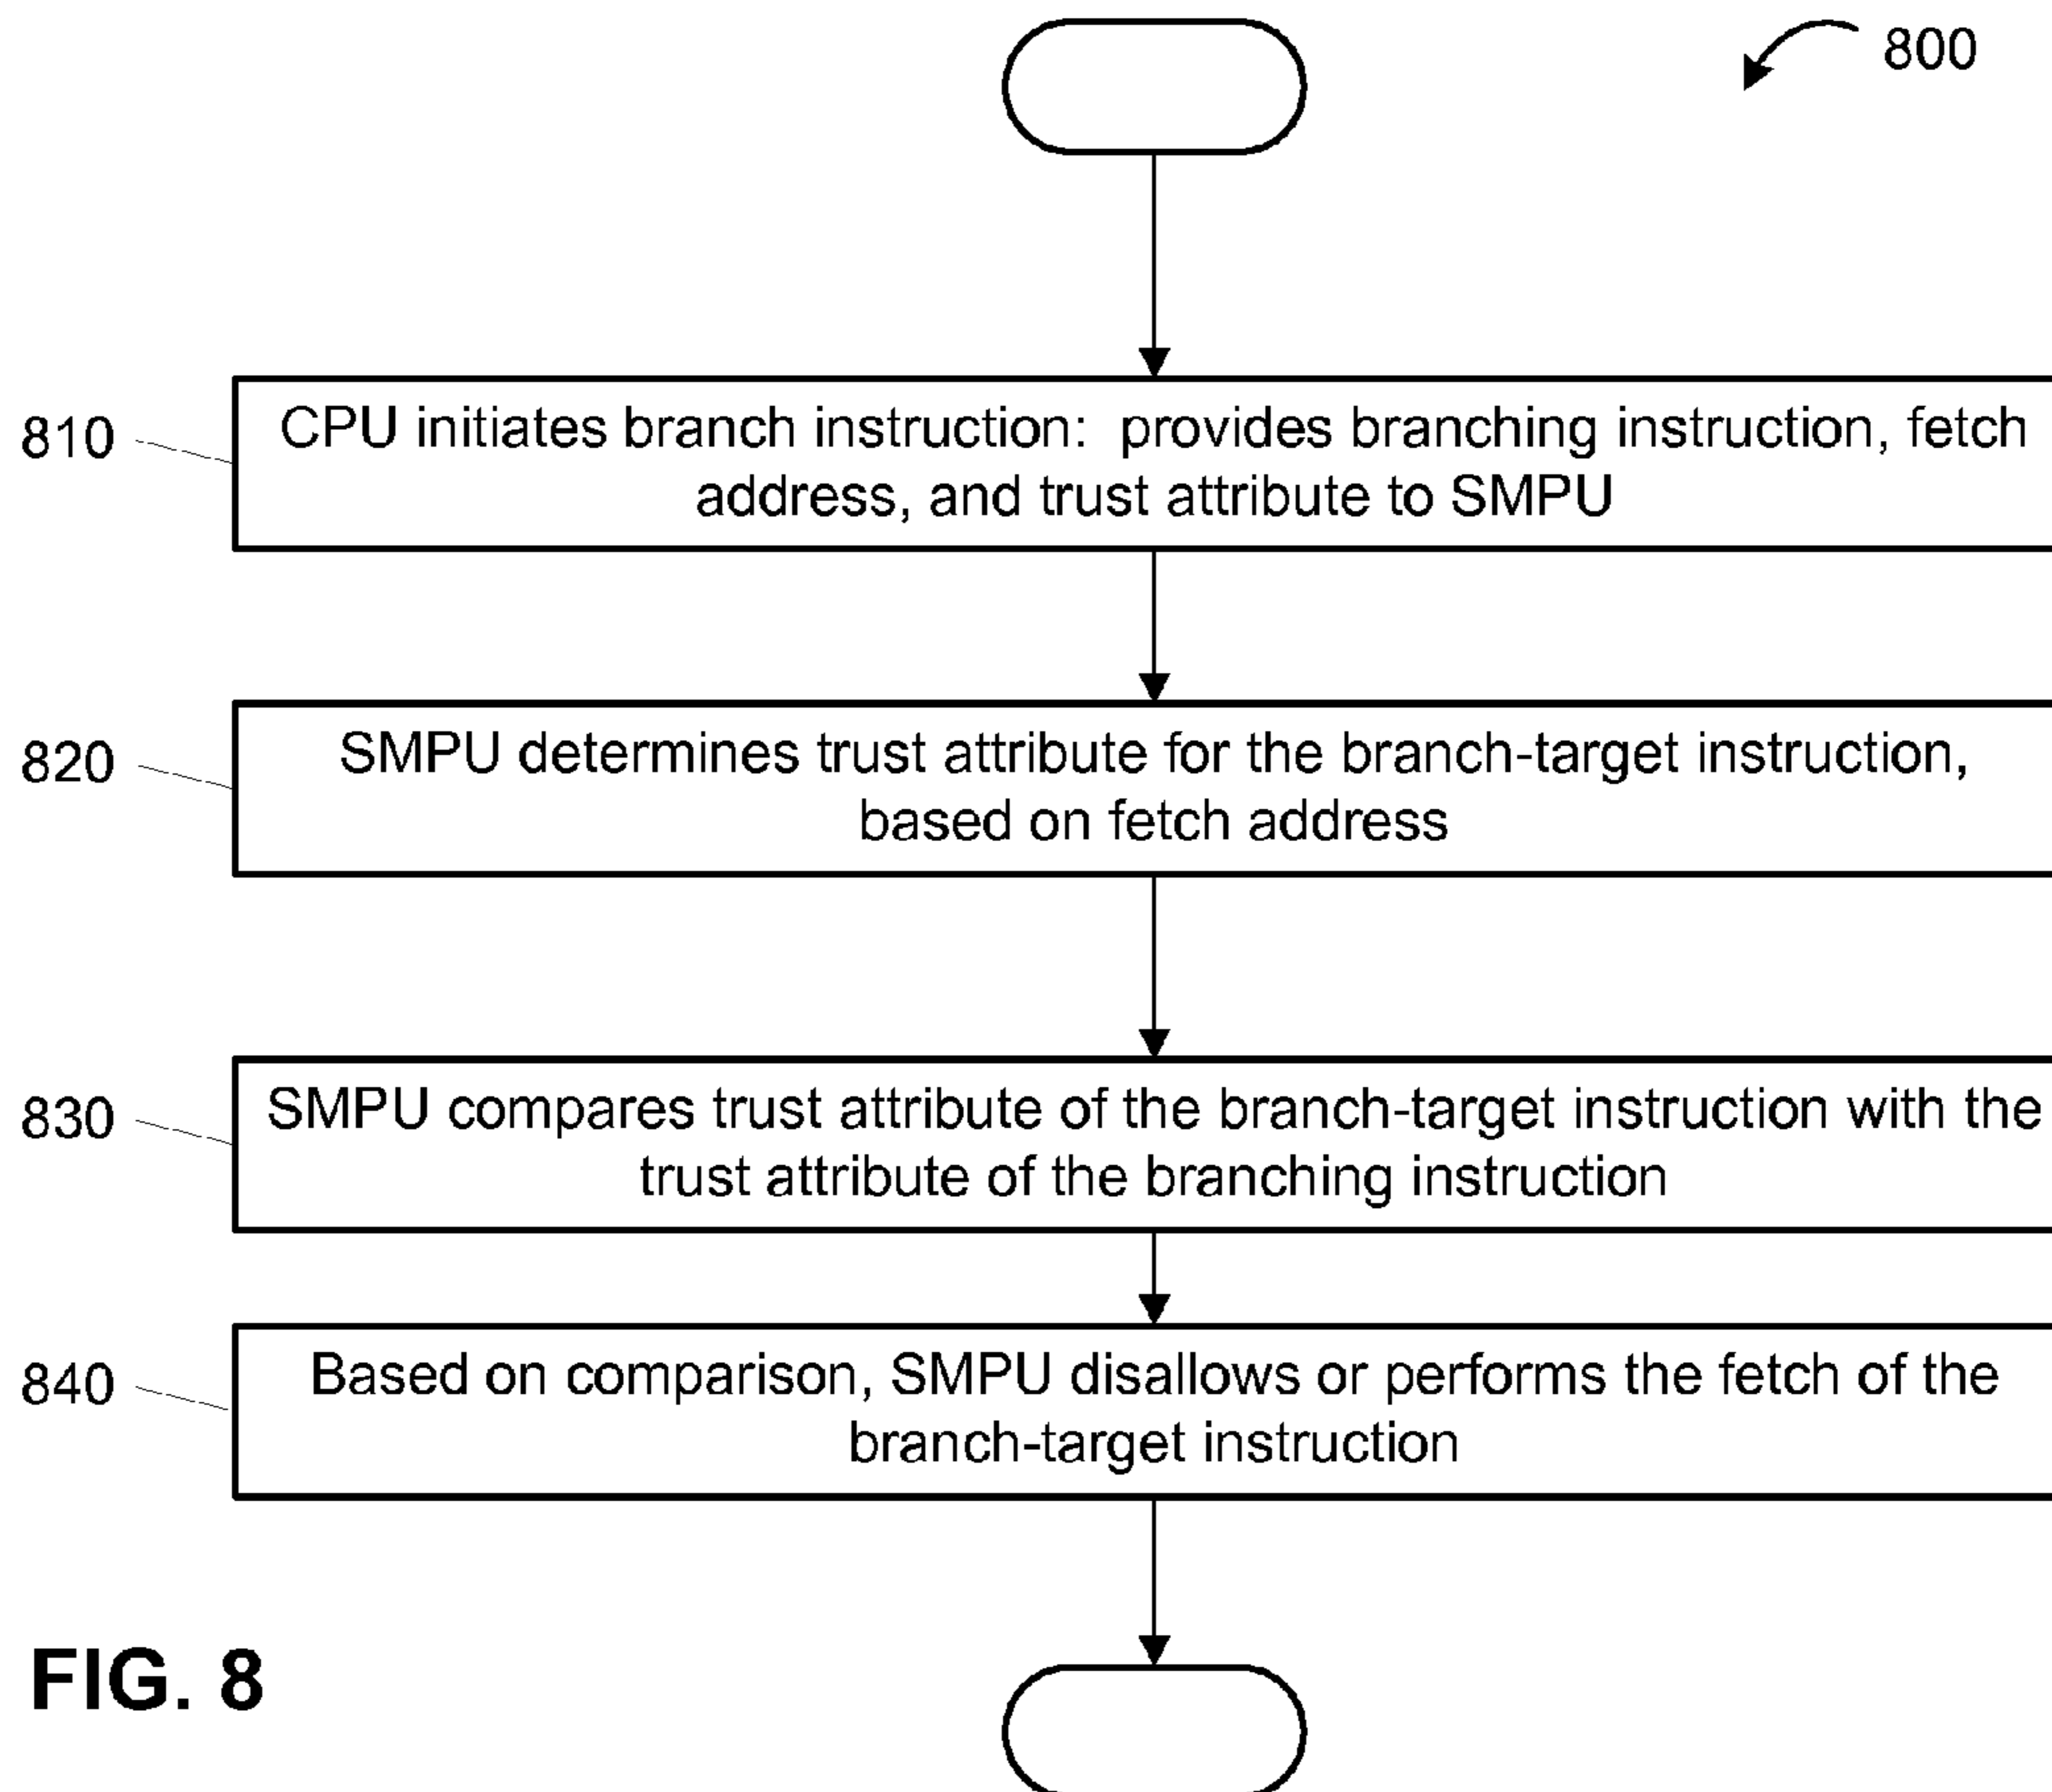 800
810
CPU initiates branch instruction: provides branching instruction, fetch
address, and trust attribute to SMPU
820
SMPU determines trust attribute for the branch-target instruction,
based on fetch address
830
SMPU compares trust attribute of the branch-target instruction with the
trust attribute of the branching instruction
840
Based on comparison, SMPU disallows or performs the fetch of the
branch-target instruction
FIG. 8